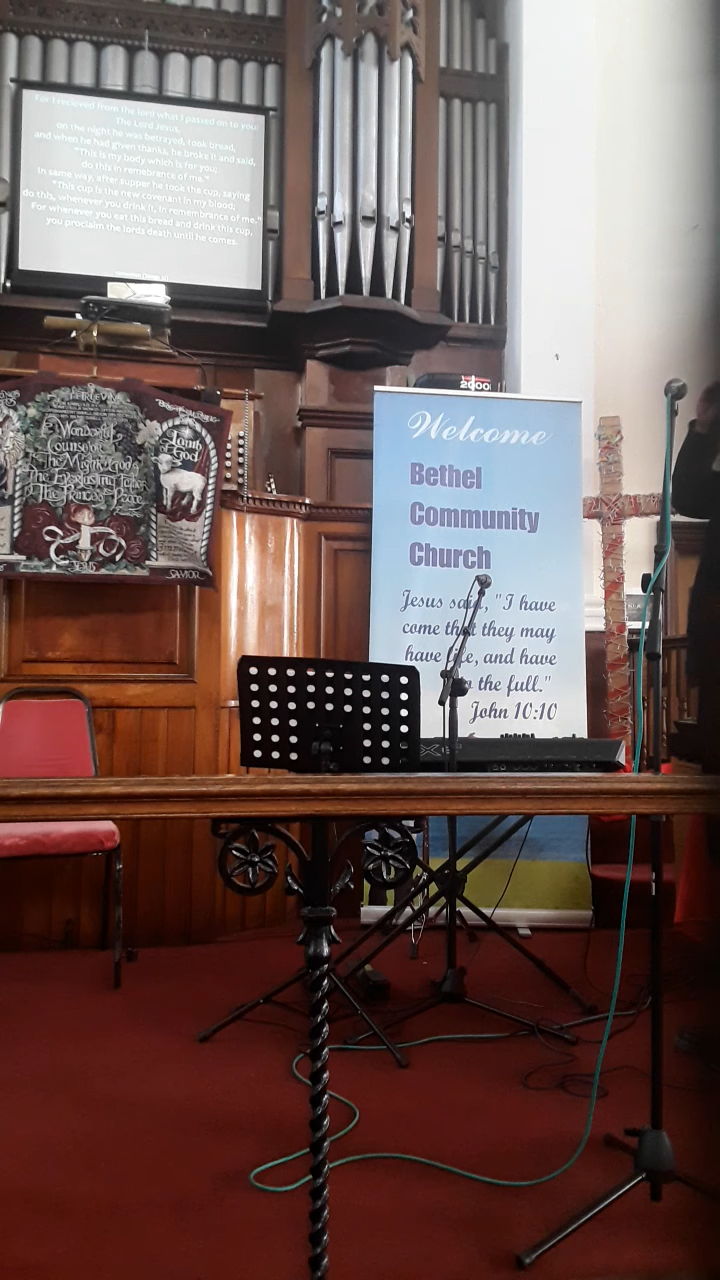 For I recieved from the lord what I passed on to you:
The Lord Jesus,
on the night he was betrayed, took bread,
and when he had given thanks, he broke it and said,
"This is my body which is for you;
do this in remebrence of me."
In same way, after supper he took the cup, saying
"This cup is the new covenant in my blood;
do this, whenever you drink it, in remembrance of me."
For whenever you eat this bread and drink this cup,
you proclaim the lords death until he comes.
Wonderful
Counselor
The Mighty God
The Everlasting Father
The Prince of Peace
JESUS
Lamb
of God
SAVIOR
2000
Welcome
Bethel
Community
Church
Jesus said, "I have
come that they may
have life, and have
the full."
John 10:10